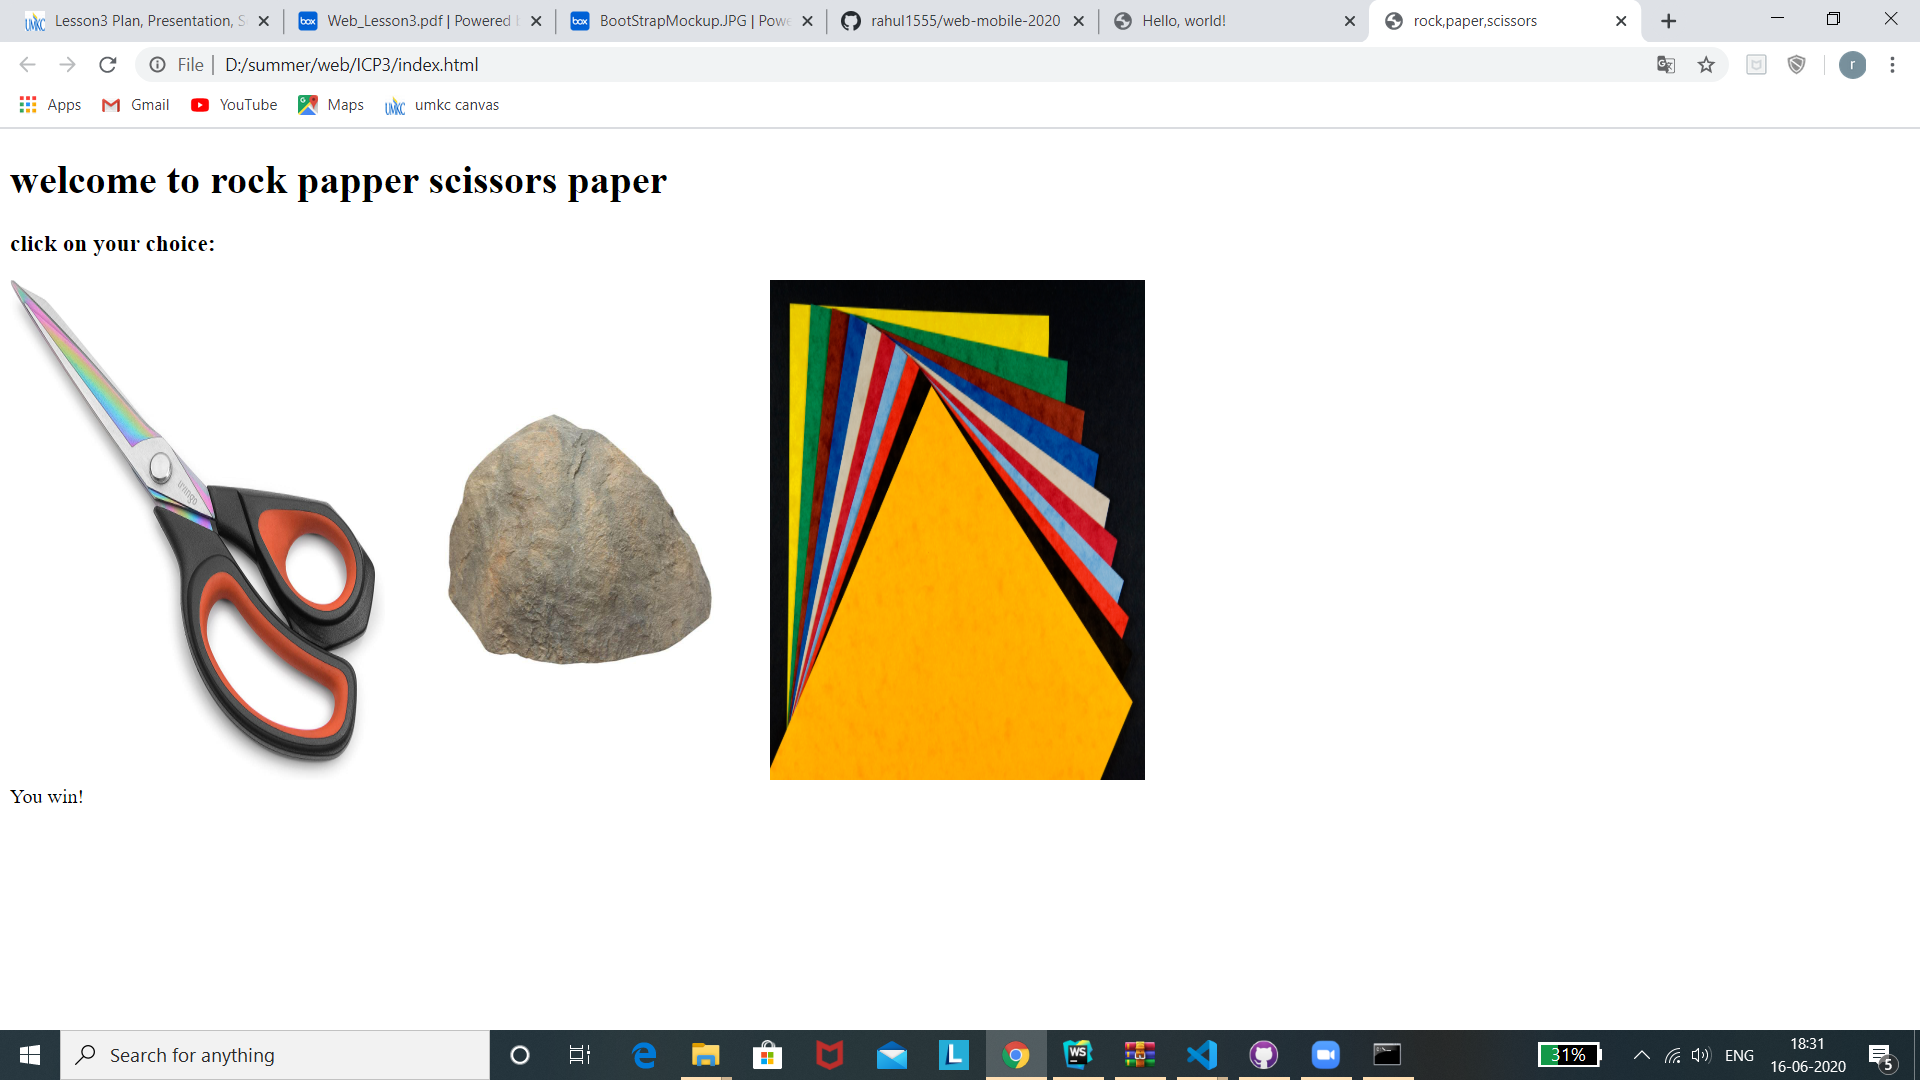 Lesson3 Plan, Presentation, S
Web_Lesson3.pdf | Powered b
BootStrapMockup.JPG | Powe
rahul1555/web-mobile-2020
Hello, world!
rock,paper,scissors
File | D:/summer/web/ICP3/index.html
r
Apps
Gmail
YouTube
Maps
umkc canvas
welcome to rock papper scissors paper
click on your choice:
You win!
Search for anything
31%
ENG
18:31
16-06-2020
5